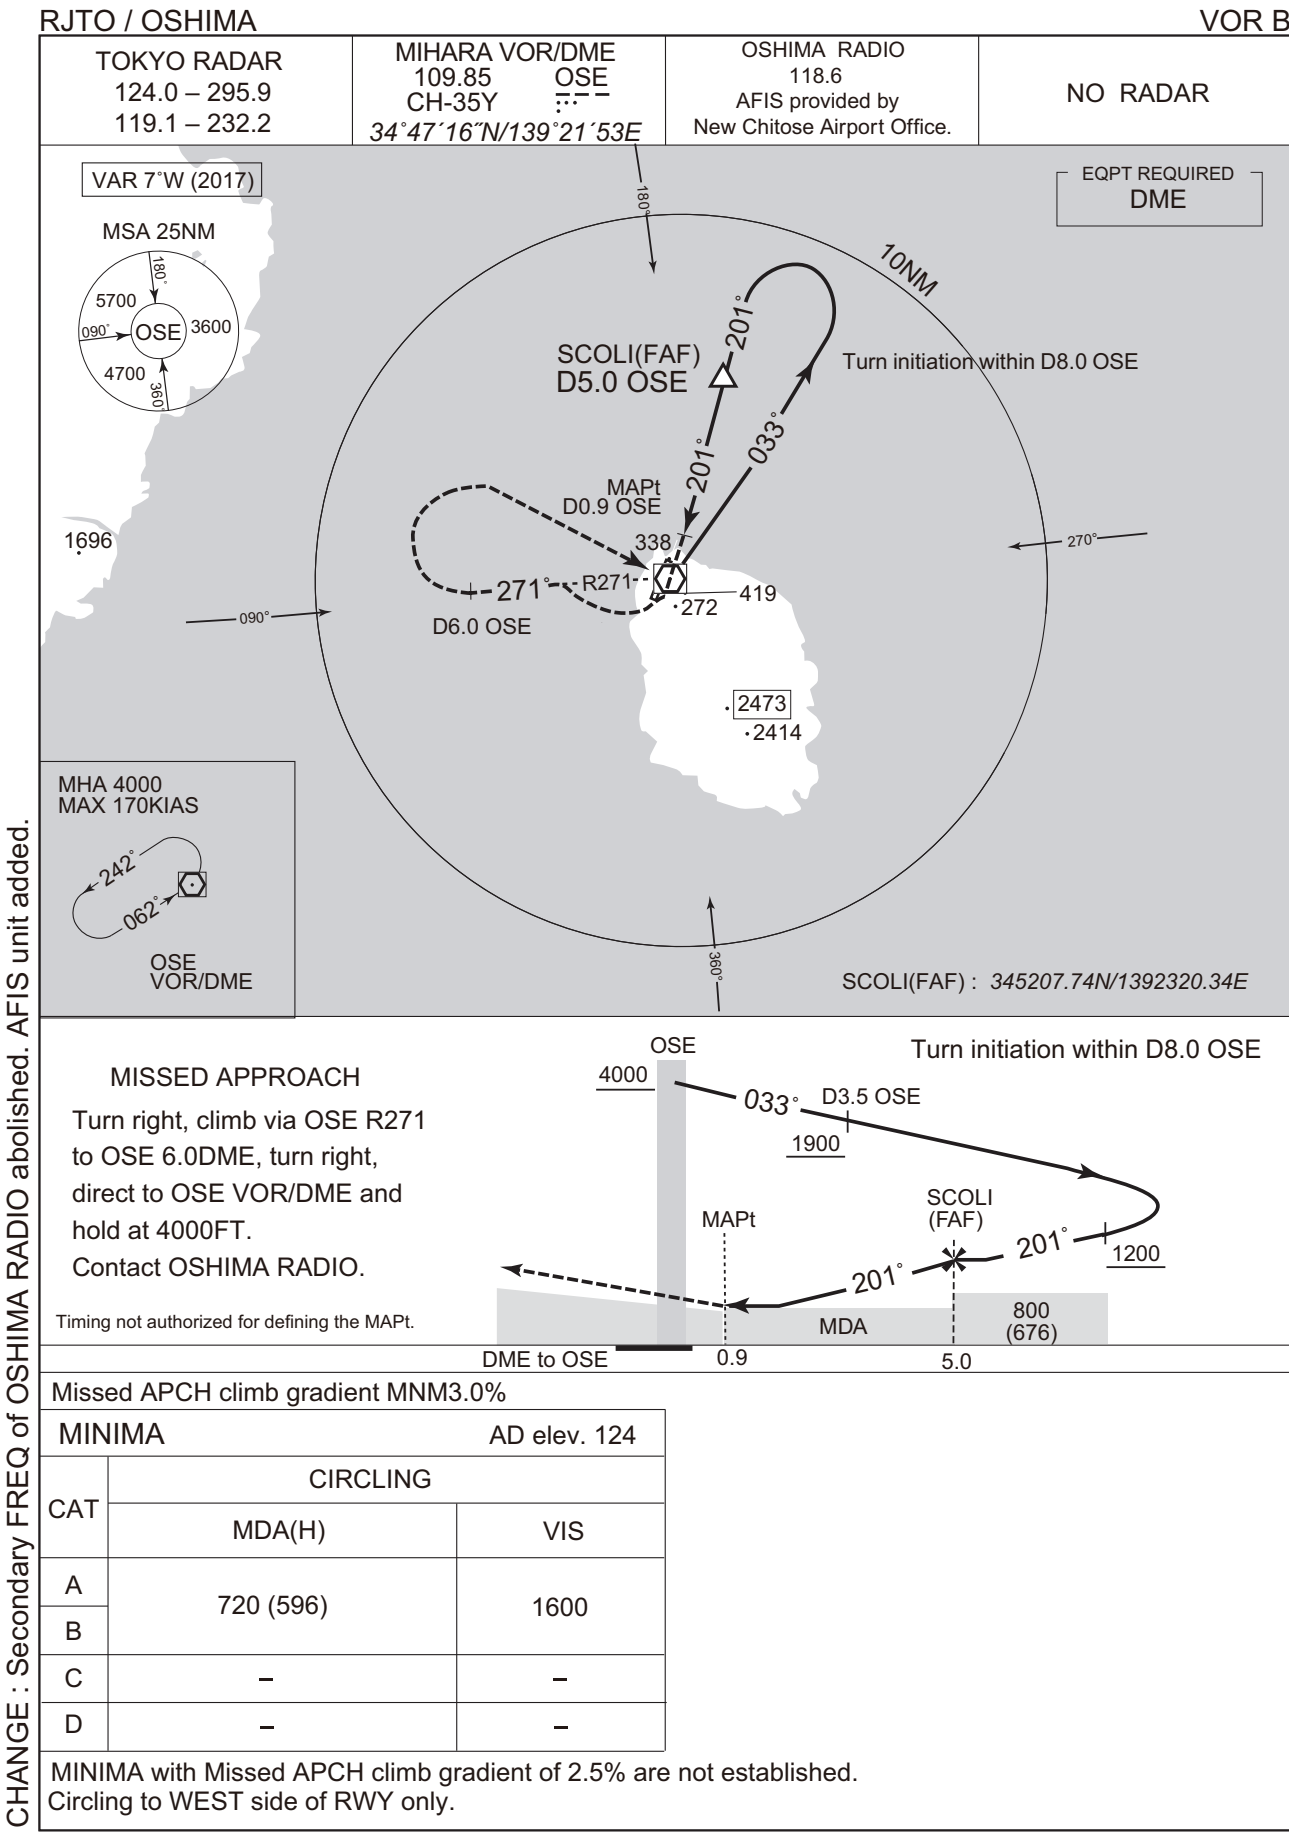 RJTO / OSHIMA
VOR B
TOKYO RADAR
124.0 – 295.9
119.1 – 232.2
MIHARA VOR/DME
109.85 OSE
CH-35Y
34°47´16˝N/139°21´53E
OSHIMA RADIO
118.6
AFIS provided by
New Chitose Airport Office.
NO RADAR
VAR 7°W (2017)
MSA 25NM
180°
5700
090°
OSE
3600
4700
360°
EQPT REQUIRED
DME
180°
10NM
201°
SCOLI(FAF)
D5.0 OSE
Turn initiation within D8.0 OSE
033°
201°
MAPt
D0.9 OSE
338
1696
270°
271°
R271
419
272
090°
D6.0 OSE
2473
2414
MHA 4000
MAX 170KIAS
242°
062°
OSE
VOR/DME
360°
SCOLI(FAF) : 345207.74N/1392320.34E
MISSED APPROACH
Turn right, climb via OSE R271
to OSE 6.0DME, turn right,
direct to OSE VOR/DME and
hold at 4000FT.
Contact OSHIMA RADIO.
Timing not authorized for defining the MAPt.
OSE
Turn initiation within D8.0 OSE
4000
033°
D3.5 OSE
1900
SCOLI
(FAF)
MAPt
201°
1200
201°
MDA
800
(676)
DME to OSE
0.9
5.0
Missed APCH climb gradient MNM3.0%
MINIMA
AD elev. 124
CAT
CIRCLING
MDA(H)
VIS
A
720 (596)
1600
B
C
–
–
D
–
–
MINIMA with Missed APCH climb gradient of 2.5% are not established.
Circling to WEST side of RWY only.
CHANGE : Secondary FREQ of OSHIMA RADIO abolished. AFIS unit added.